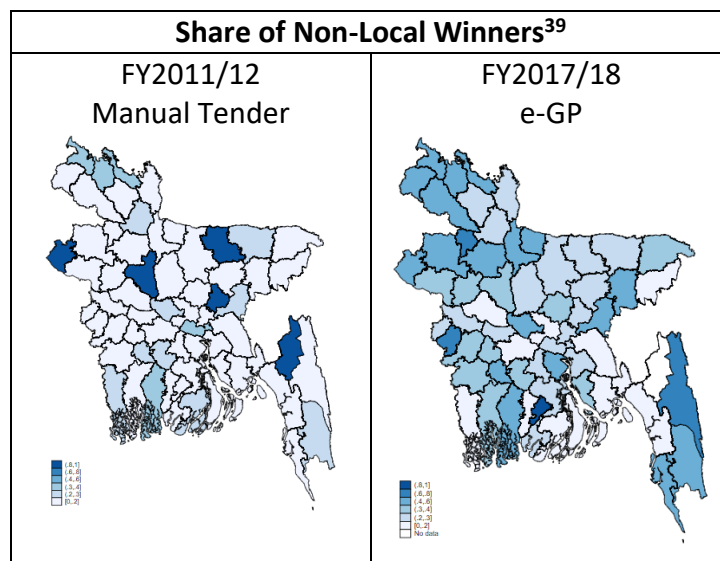 Share of Non-Local Winners³⁹
FY2011/12
Manual Tender
FY2017/18
e-GP
(.8,1]
(.6,.8]
(.4,.6]
(.3,.4]
(.2,.3]
[0,.2]
(.8,1]
(.6,.8]
(.4,.6]
(.3,.4]
(.2,.3]
[0,.2]
No data